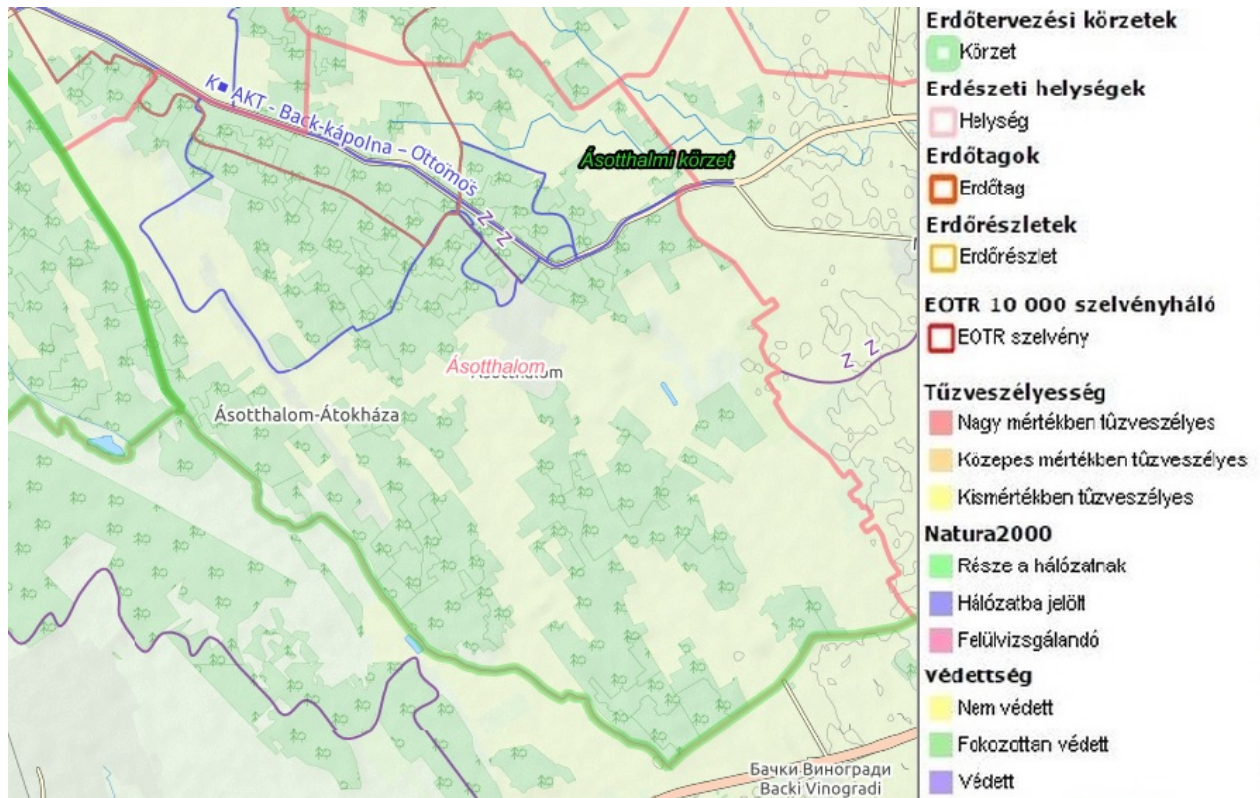 K■ AKT - Back-kápolna – Ottömös
Z Z
Ásotthalmi körzet
Z Z
Ásotthalom
Ásotthalom
Ásotthalom-Átokháza
Бачки Виногради
Backi Vinogradi
Erdőtervezési körzetek
Körzet
Erdészeti helységek
Helység
Erdőtagok
Erdőtag
Erdőrészletek
Erdőrészlet
EOTR 10 000 szelvényháló
EOTR szelvény
Tűzveszélyesség
Nagy mértékben tűzveszélyes
Közepes mértékben tűzveszélyes
Kismértékben tűzveszélyes
Natura2000
Része a hálózatnak
Hálózatba jelölt
Felülvizsgálandó
védettség
Nem védett
Fokozottan védett
Védett